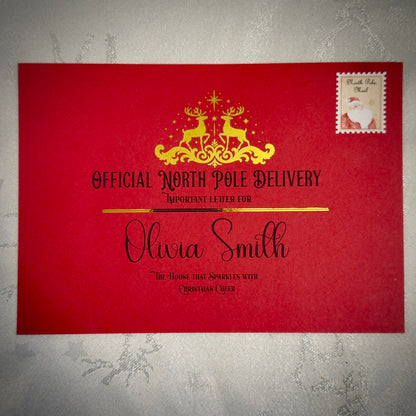 North Pole
Mail
Official North Pole Delivery
Important letter for
Olivia Smith
The House that Sparkles with
Christmas Cheer